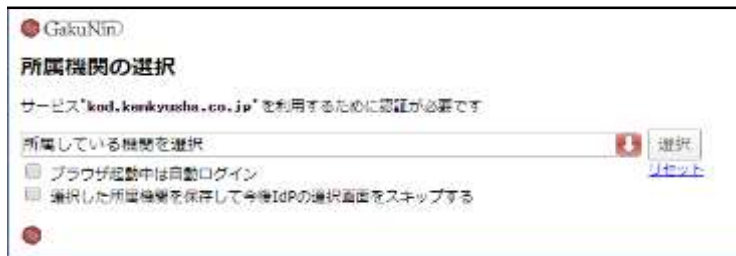 GakuNin
所属機関の選択
サービス'kod.kenkyusha.co.jp'を利用するために認証が必要です
所属している機関を選択 選択
ブラウザ起動中は自動ログイン リセット
選択した所属機関を保存して今後IdPの選択画面をスキップする